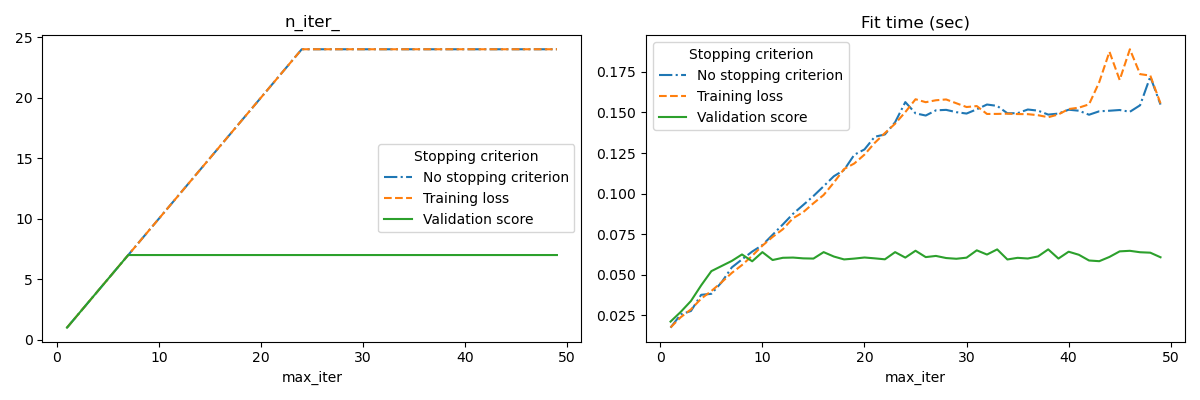 n_iter_
25
20
15
10
5
0
Stopping criterion
No stopping criterion
Training loss
Validation score
0 10 20 30 40 50
max_iter
Fit time (sec)
0.175
0.150
0.125
0.100
0.075
0.050
0.025
Stopping criterion
No stopping criterion
Training loss
Validation score
0 10 20 30 40 50
max_iter